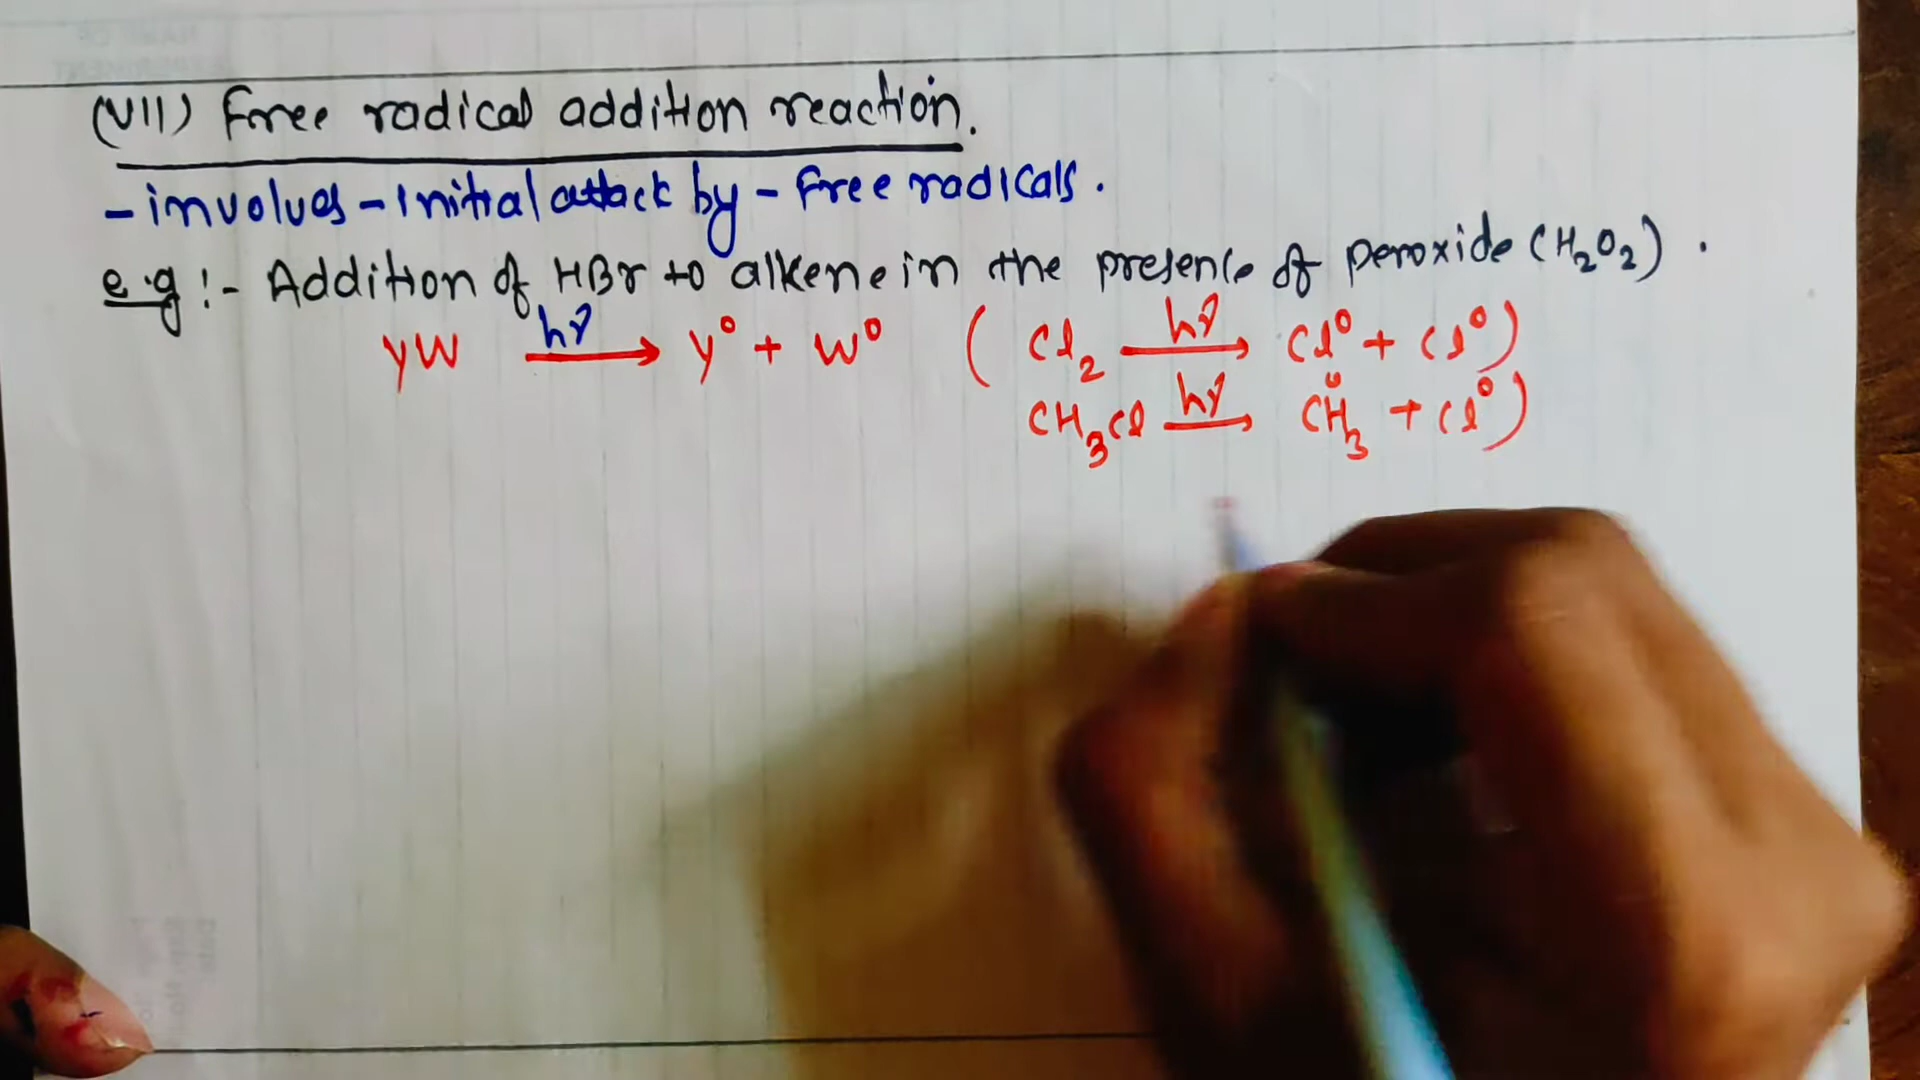 (VII) Free radical addition reaction.
- involves - Initial attack by - Free radicals.
e.g :- Addition of HBr to alkene in the presence of peroxide (H₂O₂).
YW hν→ Y° + W° ( Cl₂ hν→ Cl° + Cl° )
CH₃Cl hν→ C°H₃ + Cl° )